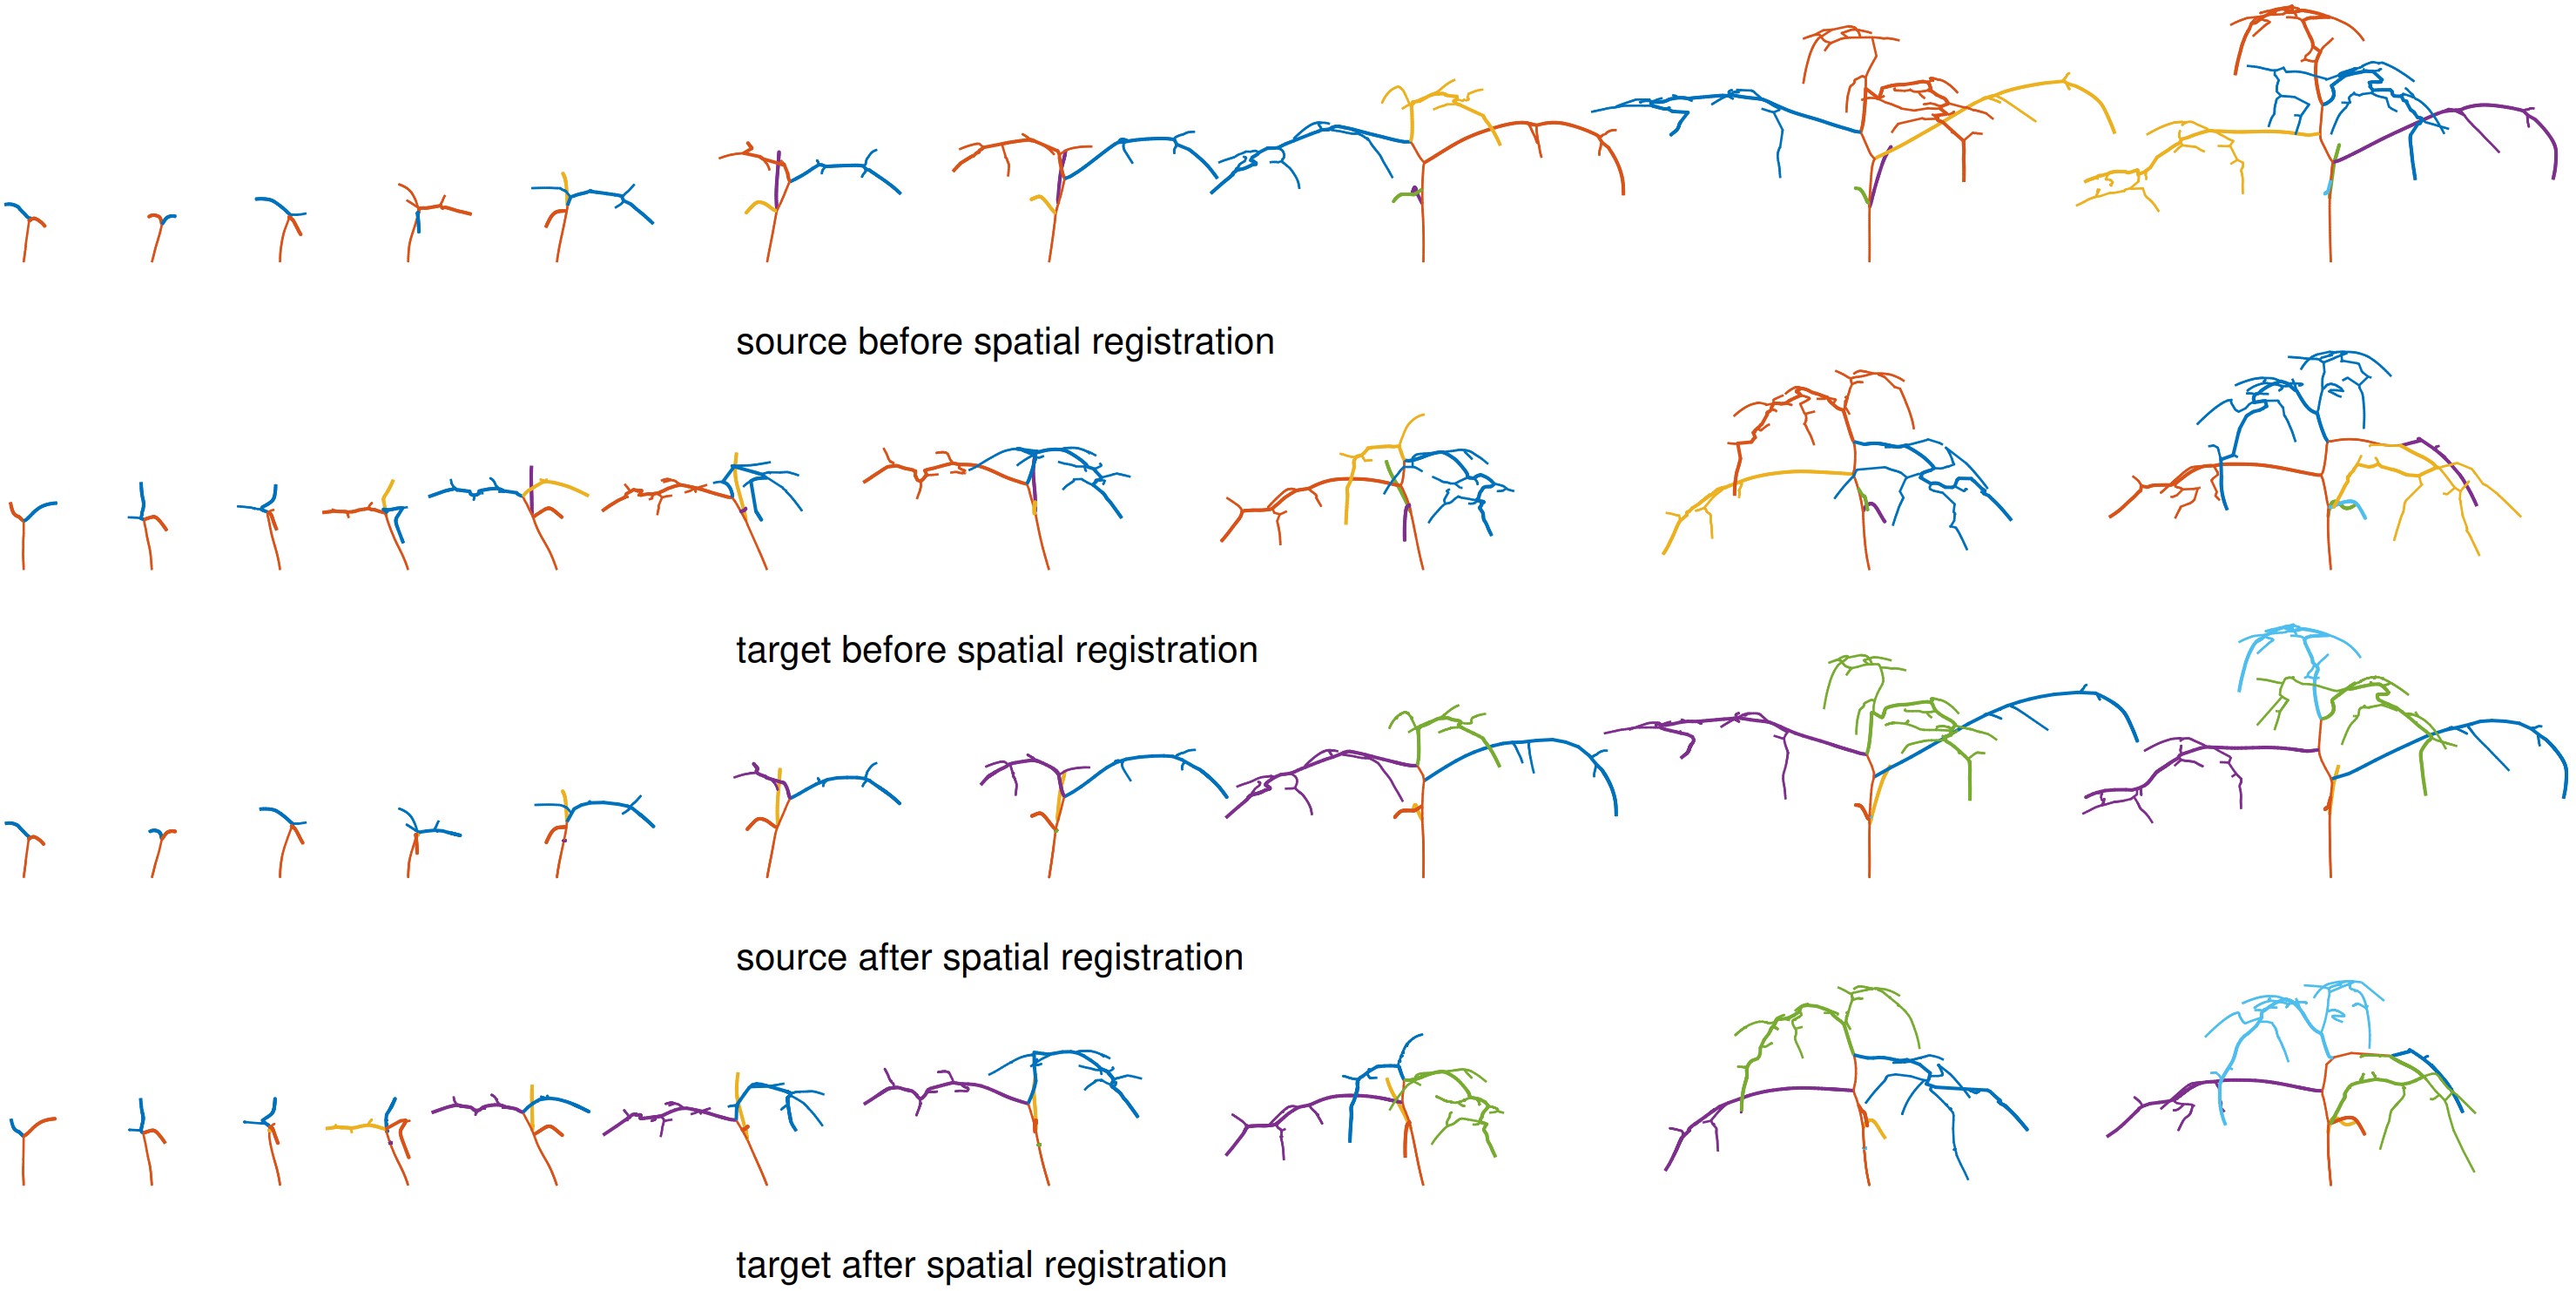 source before spatial registration
target before spatial registration
source after spatial registration
target after spatial registration